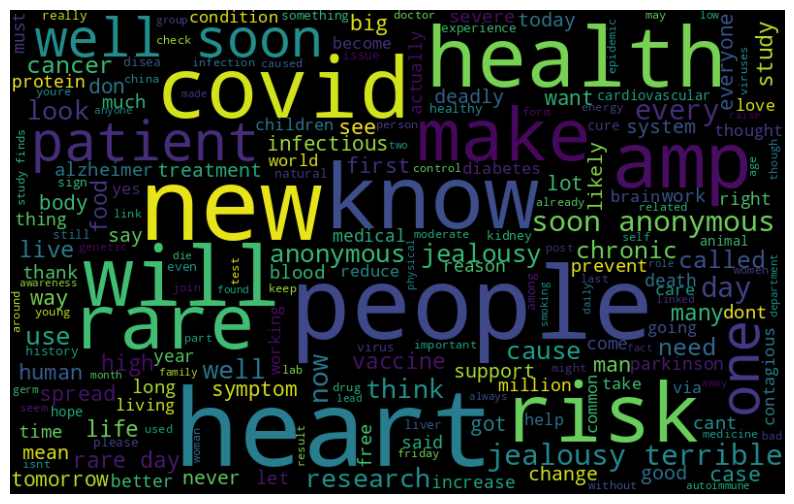 really group something doctor may low
must condition big severe today experience
well soon check become issue health everyone study
disea infection caused epidemic viruses
cancer china before actually
protein don youre made deadly want cardiovascular
anyone covid healthy energy raise love
look much person every thought
patient children see make cure system form amp
infectious two though
study finds alzheimer treatment world first control diabetes likely age
sign natural lot brain work right
body yes new know already related
food link soon anonymous
thing say medical moderate kidney self animal
still genetic anonymous jealousy post chronic
live will die blood reason physical prevent called
thank even test reduce among last role women
awareness join found keep smoking daily death care day
way around young rare people linked department
use part important many dont one
history working virus lab come fact going
human high year well vaccine cause need contagious
month family now support might man parkinson away
spread long symptom drug lead think million via
germ living heart always risk take common
seem hope used got help cant medicine
time life please woman result free liver said jealous terrible bad
mean isnt never let friday research increase change without good case
tomorrow better rare day autoimmune